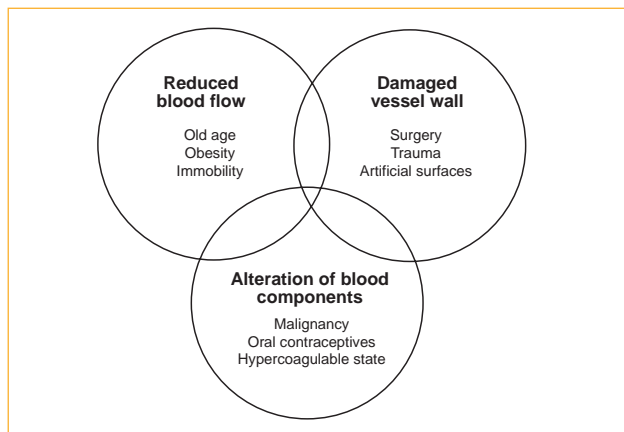 Reduced
blood flow
Old age
Obesity
Immobility
Damaged
vessel wall
Surgery
Trauma
Artificial surfaces
Alteration of blood
components
Malignancy
Oral contraceptives
Hypercoagulable state